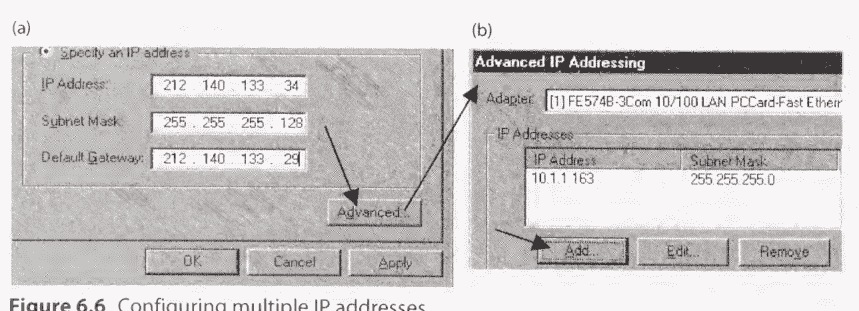 (a)
Specify an IP address
IP Address: 212 . 140 . 133 . 34
Subnet Mask: 255 . 255 . 255 . 128
Default Gateway: 212 . 140 . 133 . 29
Advanced...
OK Cancel Apply
(b)
Advanced IP Addressing
Adapter: [1] FE574B-3Com 10/100 LAN PCCard-Fast Ethern
IP Addresses
IP Address Subnet Mask
10.1.1.163 255.255.255.0
Add... Edit... Remove
Figure 6.6 Configuring multiple IP addresses